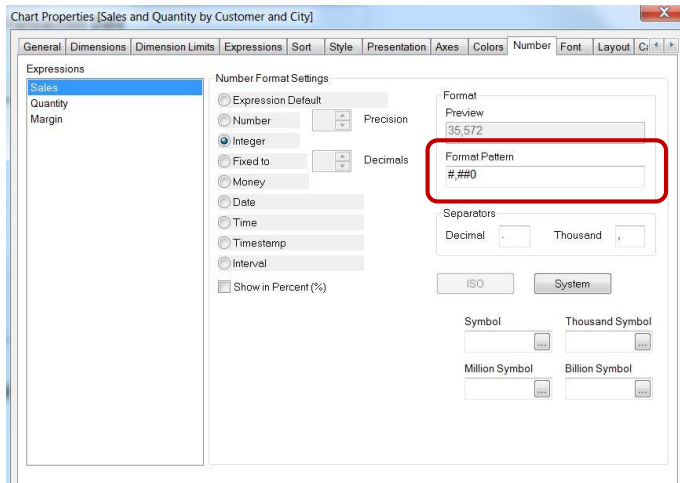 Chart Properties [Sales and Quantity by Customer and City]
General Dimensions Dimension Limits Expressions Sort Style Presentation Axes Colors Number Font Layout Ca
Expressions
Sales
Quantity
Margin
Number Format Settings
Expression Default
Number Precision
Integer
Fixed to Decimals
Money
Date
Time
Timestamp
Interval
Show in Percent (%)
Format
Preview
35,572
Format Pattern
#,##0
Separators
Decimal . Thousand ,
ISO System
Symbol Thousand Symbol
... ...
Million Symbol Billion Symbol
... ...